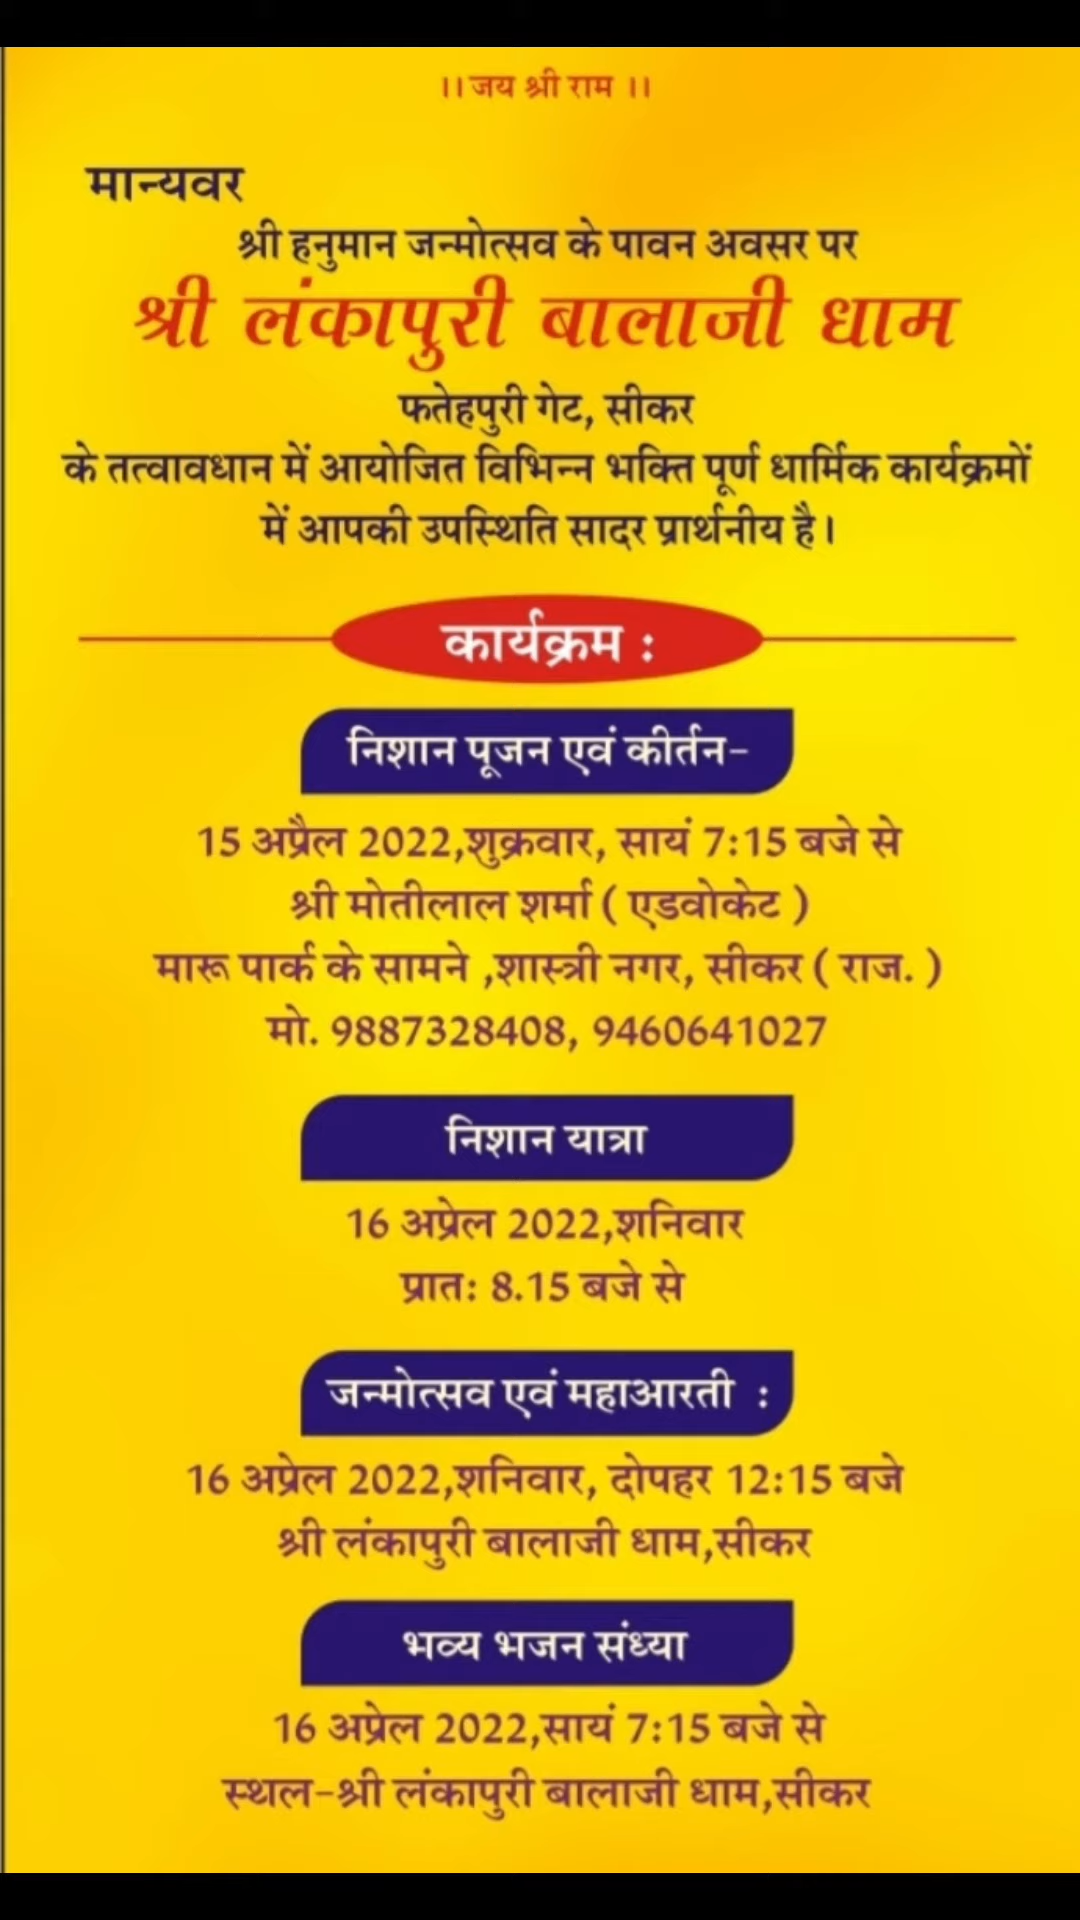 ।। जय श्री राम ।।
मान्यवर
श्री हनुमान जन्मोत्सव के पावन अवसर पर
श्री लंकापुरी बालाजी धाम
फतेहपुरी गेट, सीकर
के तत्वावधान में आयोजित विभिन्न भक्ति पूर्ण धार्मिक कार्यक्रमों
में आपकी उपस्थिति सादर प्रार्थनीय है।
कार्यक्रम :
निशान पूजन एवं कीर्तन-
15 अप्रैल 2022,शुक्रवार, सायं 7:15 बजे से
श्री मोतीलाल शर्मा ( एडवोकेट )
मारू पार्क के सामने ,शास्त्री नगर, सीकर ( राज. )
मो. 9887328408, 9460641027
निशान यात्रा
16 अप्रेल 2022,शनिवार
प्रातः 8.15 बजे से
जन्मोत्सव एवं महाआरती :
16 अप्रेल 2022,शनिवार, दोपहर 12:15 बजे
श्री लंकापुरी बालाजी धाम,सीकर
भव्य भजन संध्या
16 अप्रेल 2022,सायं 7:15 बजे से
स्थल-श्री लंकापुरी बालाजी धाम,सीकर